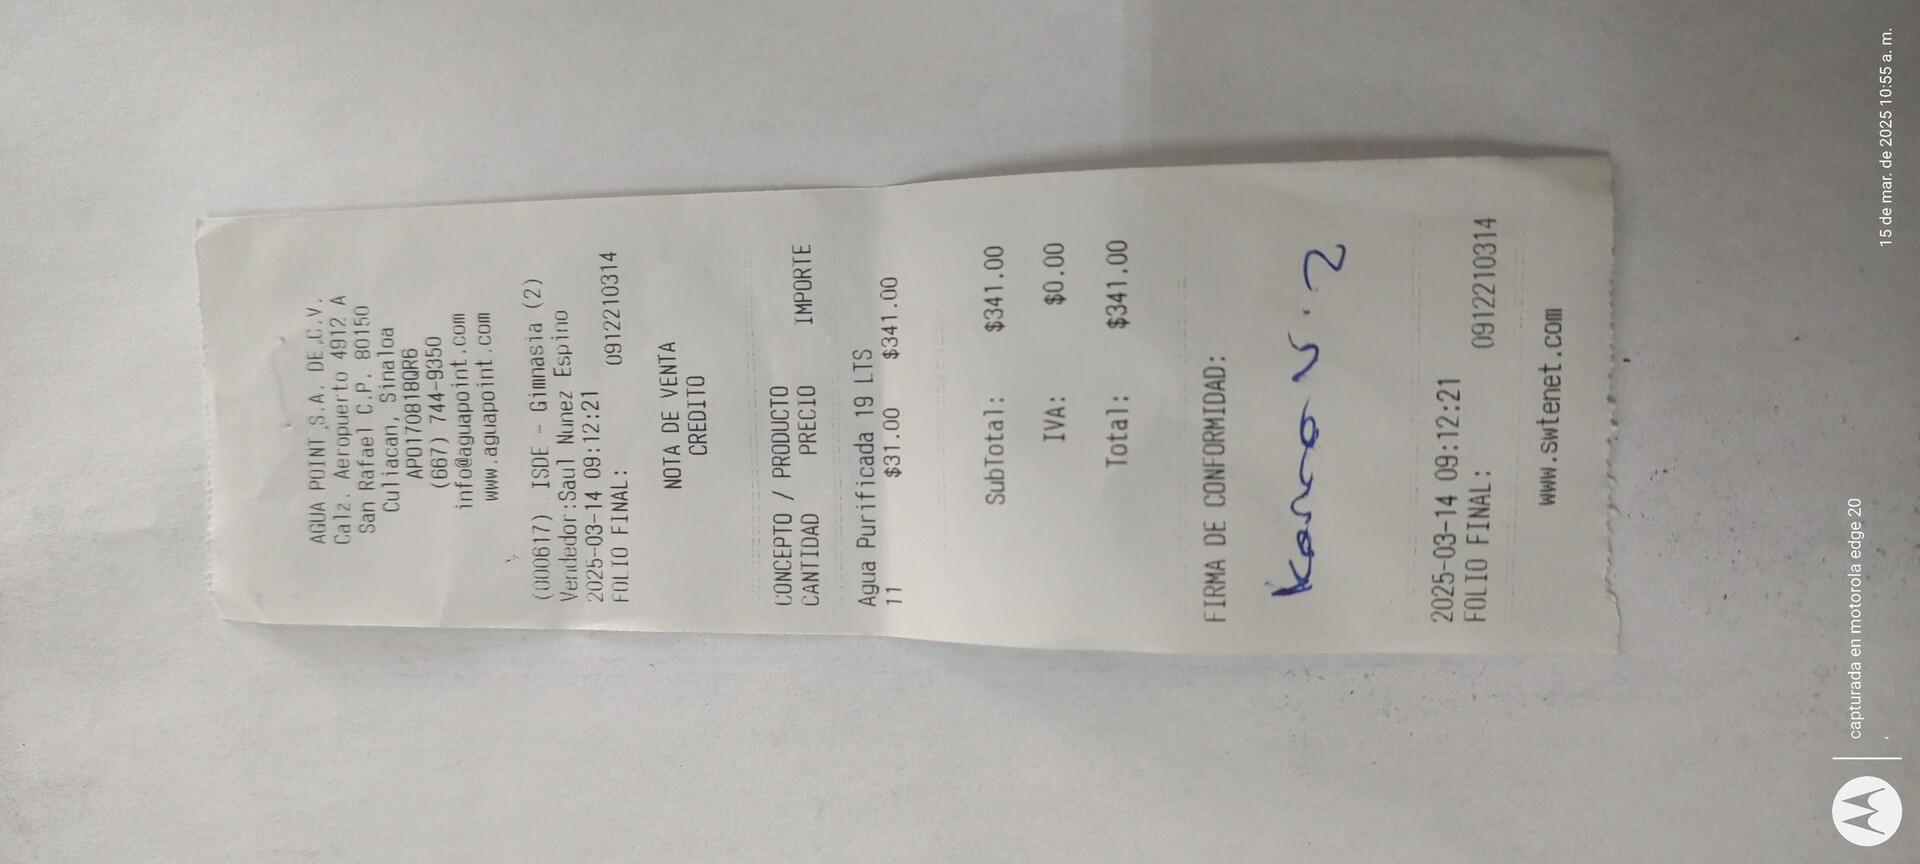 AGUA POINT S.A. DE C.V.
Calz. Aeropuerto 4912 A
San Rafael C.P. 80150
Culiacan, Sinaloa
APO170818QR6
(667) 744-9350
info@aguapoint.com
www.aguapoint.com
(000617) ISDE - Gimnasia (2)
Vendedor:Saul Nunez Espino
2025-03-14 09:12:21
FOLIO FINAL: 0912210314
NOTA DE VENTA
CREDITO
CONCEPTO / PRODUCTO
CANTIDAD PRECIO IMPORTE
Agua Purificada 19 LTS
11 $31.00 $341.00
SubTotal: $341.00
IVA: $0.00
Total: $341.00
FIRMA DE CONFORMIDAD:
2025-03-14 09:12:21
FOLIO FINAL: 0912210314
www.swtenet.com
capturada en motorola edge 20
15 de mar. de 2025 10:55 a. m.